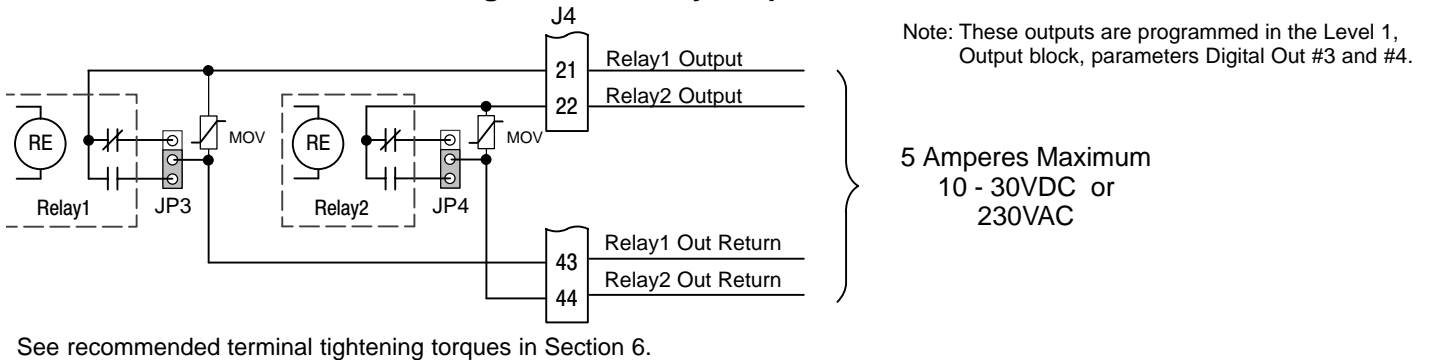 J4
Note: These outputs are programmed in the Level 1,
Output block, parameters Digital Out #3 and #4.
21 Relay1 Output
22 Relay2 Output
RE
MOV
RE
MOV
5 Amperes Maximum
10 - 30VDC or
230VAC
Relay1
JP3
Relay2
JP4
43 Relay1 Out Return
44 Relay2 Out Return
See recommended terminal tightening torques in Section 6.